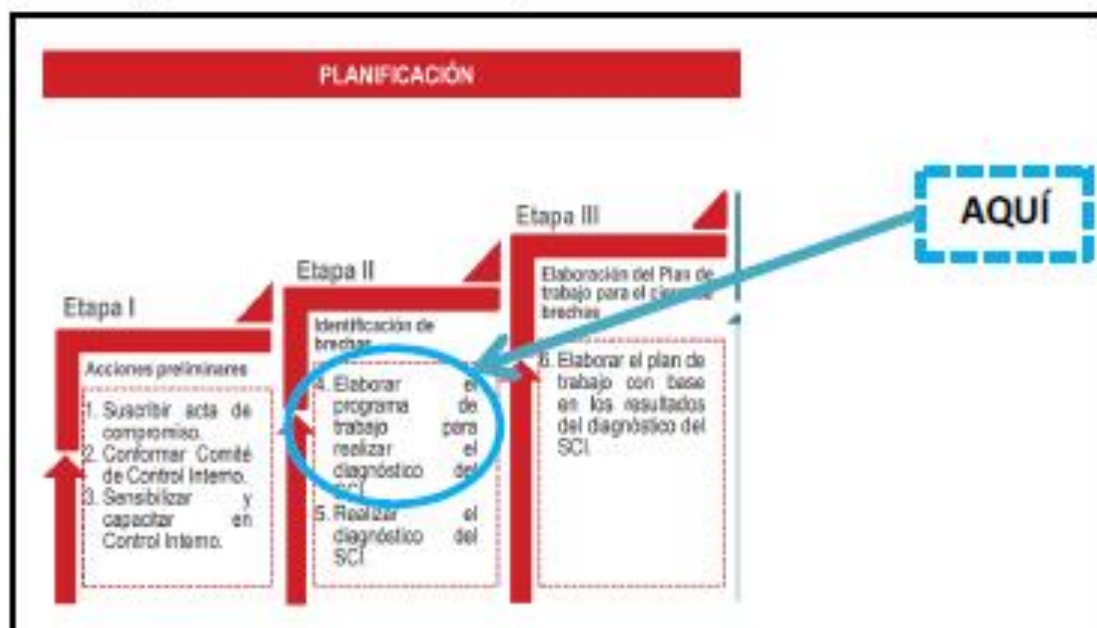 PLANIFICACIÓN
AQUÍ
Etapa III
Elaboración del Plan de
trabajo para el cierre de
brechas
6. Elaborar el plan de
trabajo con base
en los resultados
del diagnóstico del
SCI.
Etapa II
Identificación de
brechas
4. Elaborar el
programa de
trabajo para
realizar el
diagnóstico del
SCI.
5. Realizar el
diagnóstico del
SCI.
Etapa I
Acciones preliminares
1. Suscribir acta de
compromiso.
2. Conformar Comité
de Control Interno.
3. Sensibilizar y
capacitar en
Control Interno.